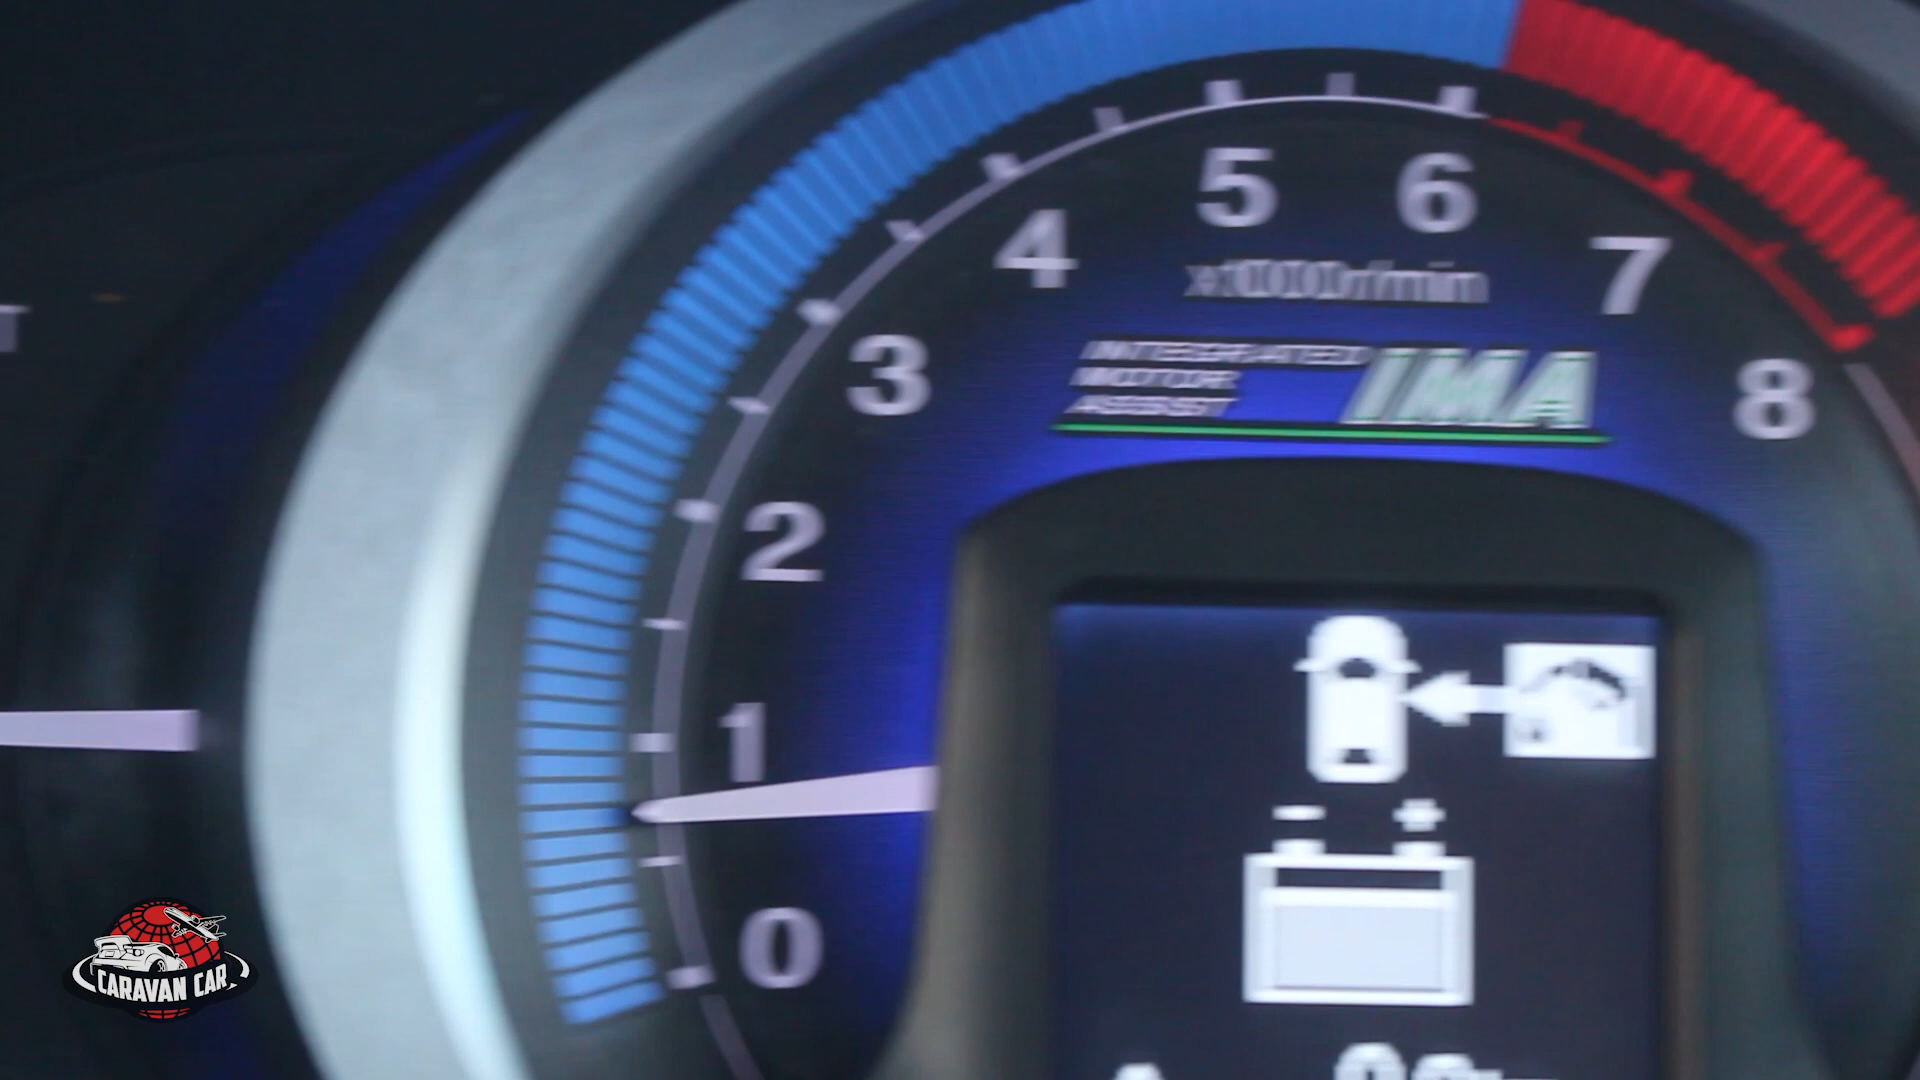 5 6
4 7
x1000r/min
3 8
INTEGRATED
MOTOR
ASSIST
IMA
2
1
0
T
CARAVAN CAR